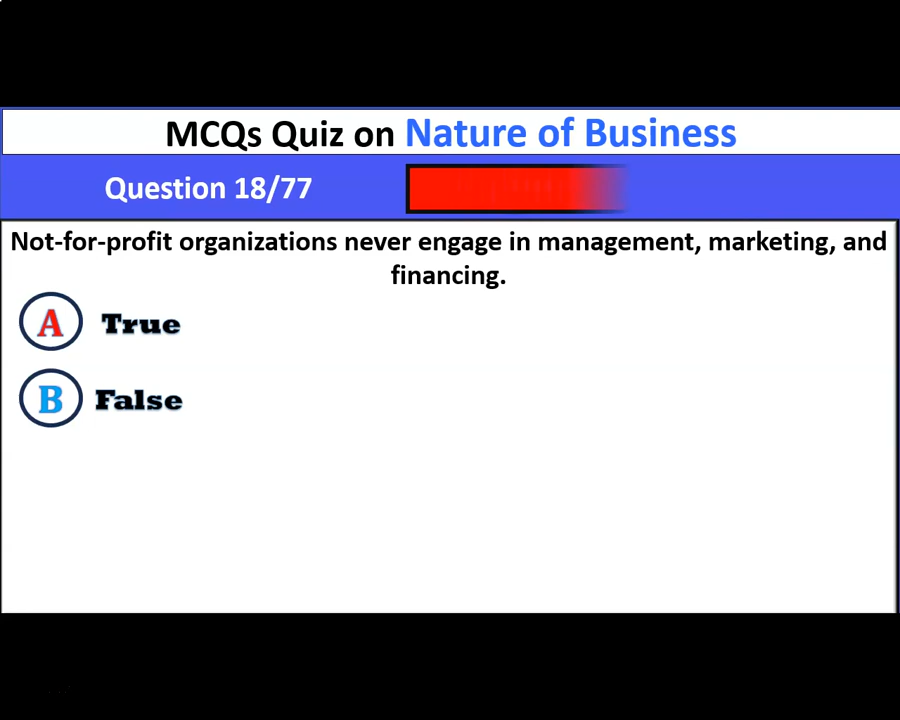 MCQs Quiz on Nature of Business
Question 18/77
Not-for-profit organizations never engage in management, marketing, and
financing.
A True
B False